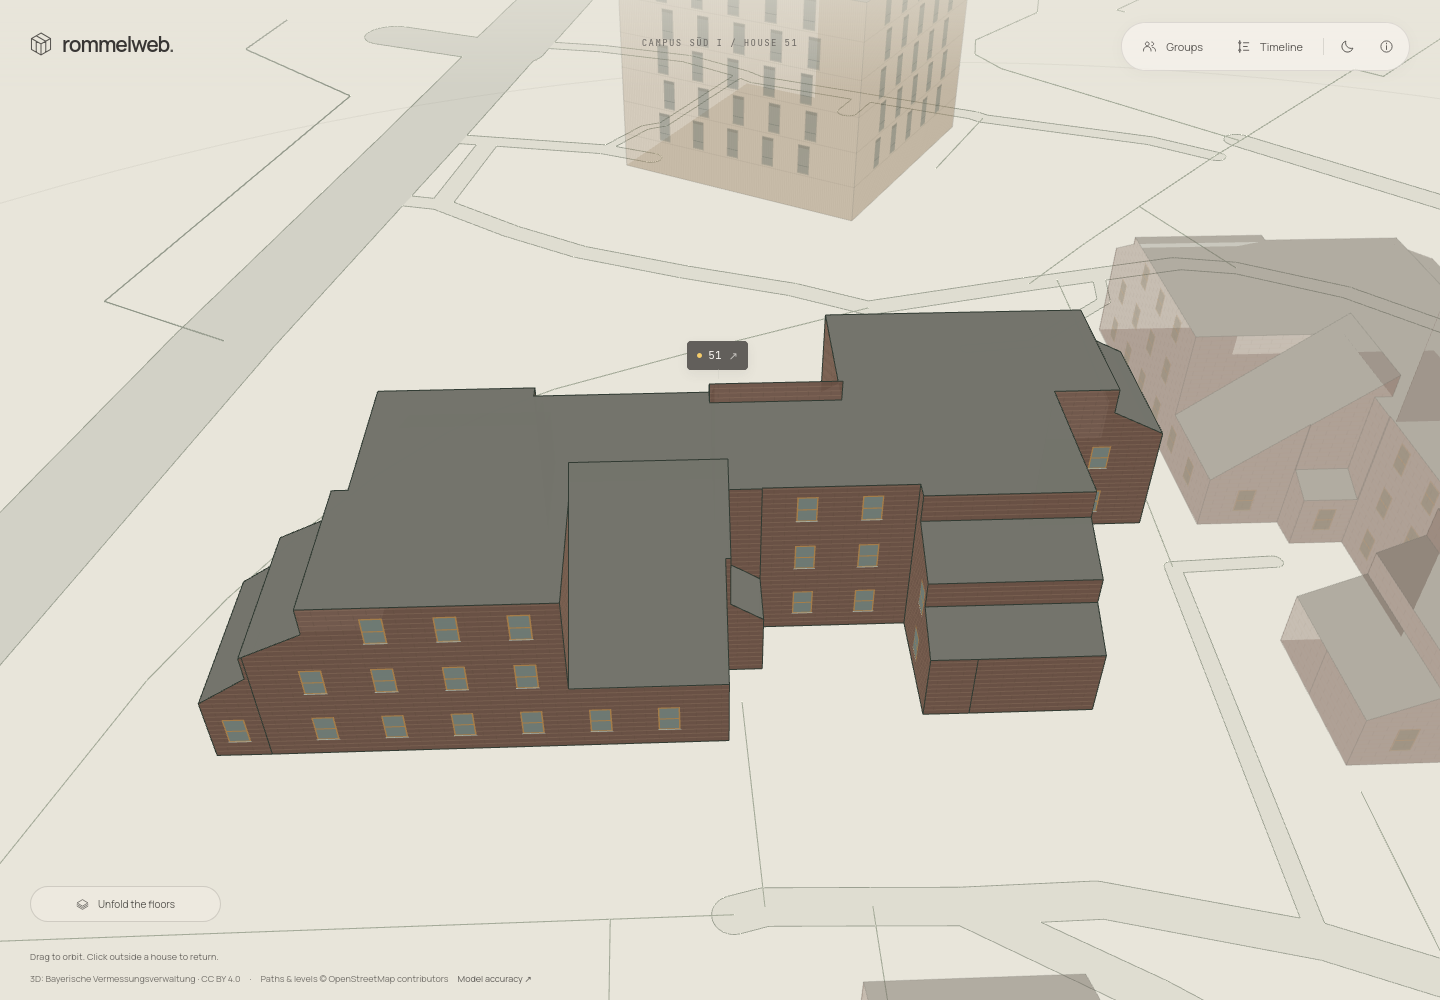 rommelweb.
CAMPUS SÜD I / HOUSE 51
Groups
Timeline
51 ↗
Unfold the floors
Drag to orbit. Click outside a house to return.
3D: Bayerische Vermessungsverwaltung · CC BY 4.0 · Paths & levels © OpenStreetMap contributors Model accuracy ↗